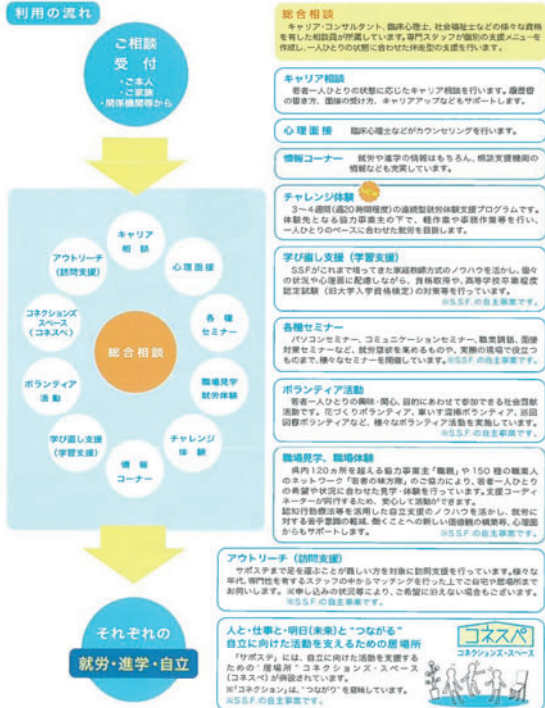 利用の流れ
ご相談
受付
・ご本人
・ご家族
・関係機関等から
キャリア
相談
心理面接
各種
セミナー
職場見学
就労体験
チャレンジ
体験
情報
コーナー
学び直し支援
(学習支援)
ボランティア
活動
コネクションズ
スペース
(コネスペ)
アウトリーチ
(訪問支援)
総合相談
それぞれの
就労・進学・自立
総合相談
キャリア・コンサルタント、臨床心理士、社会福祉士などの様々な資格
を有した相談員が所属しています。専門スタッフが個別の支援メニューを
作成し、一人ひとりの状態に合わせた伴走型の支援を行います。
キャリア相談
若者一人ひとりの状態に応じたキャリア相談を行います。履歴書
の書き方、面接の受け方、キャリアアップなどもサポートします。
心理面接 臨床心理士などがカウンセリングを行います。
情報コーナー 就労や進学の情報はもちろん、相談支援機関の
情報なども充実しています。
チャレンジ体験
3〜4週間(週20時間程度)の連続型就労体験支援プログラムです。
体験先となる協力事業主の下で、軽作業や事務作業等を行い、
一人ひとりのペースに合わせた就労を目指します。
学び直し支援(学習支援)
S.S.F.がこれまで培ってきた家庭教師方式のノウハウを活かし、個々
の状況や心理面に配慮しながら、資格取得や、高等学校卒業程度
認定試験(旧大学入学資格検定)の対策等を行っています。
※S.S.F.の自主事業です。
各種セミナー
パソコンセミナー、コミュニケーションセミナー、職業講話、面接
対策セミナーなど、就労意欲を高めるものや、実際の現場で役立つ
ものまで、様々なセミナーを開催しています。※S.S.F.の自主事業です。
ボランティア活動
若者一人ひとりの興味・関心、目的にあわせて参加できる社会貢献
活動です。花づくりボランティア、車いす清掃ボランティア、巡回
図書ボランティアなど、様々なボランティア活動を実施しています。
※S.S.F.の自主事業です。
職場見学、職場体験
県内120ヵ所を超える協力事業主「職親」や150種の職業人
のネットワーク「若者の味方隊」のご協力により、若者一人ひとり
の希望や状況に合わせた見学・体験を行っています。支援コーディ
ネーターが同行するため、安心して活動ができます。
認知行動療法等を活用した自立支援のノウハウを活かし、就労に
対する苦手意識の軽減、働くことへの新しい価値観の構築等、心理面
からもサポートします。
※S.S.F.の自主事業です。
アウトリーチ(訪問支援)
サポステまで足を運ぶことが難しい方を対象に訪問支援を行っています。様々な
年代、専門性を有するスタッフの中からマッチングを行った上でご自宅や居場所まで
お伺いします。※申し込みの状況等により、ご希望に沿えない場合もございます。
※S.S.F.の自主事業です。
人と・仕事と・明日(未来)と“つながる”
自立に向けた活動を支えるための居場所
「サポステ」には、自立に向けた活動を支援する
ための“居場所”コネクションズ・スペース
(コネスペ)が併設されています。
※「コネクション」は、“つながり”を意味しています。
※S.S.F.の自主事業です。
コネスペ
コネクションズ・スペース